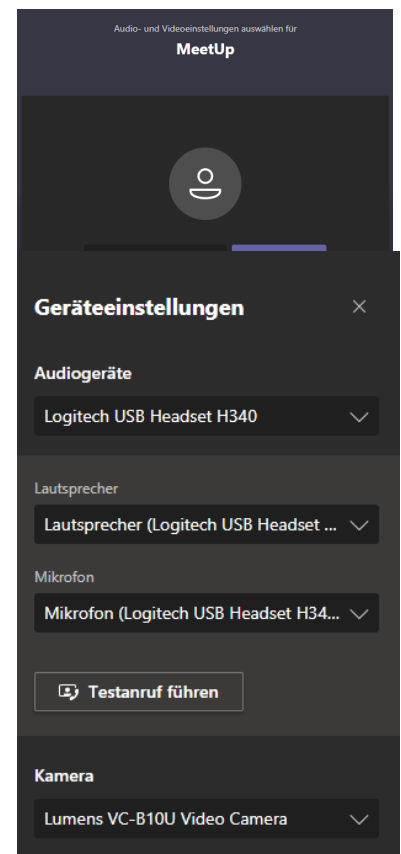 Audio- und Videoeinstellungen auswählen für
MeetUp
Geräteeinstellungen
Audiogeräte
Logitech USB Headset H340
Lautsprecher
Lautsprecher (Logitech USB Headset ...
Mikrofon
Mikrofon (Logitech USB Headset H34...
Testanruf führen
Kamera
Lumens VC-B10U Video Camera